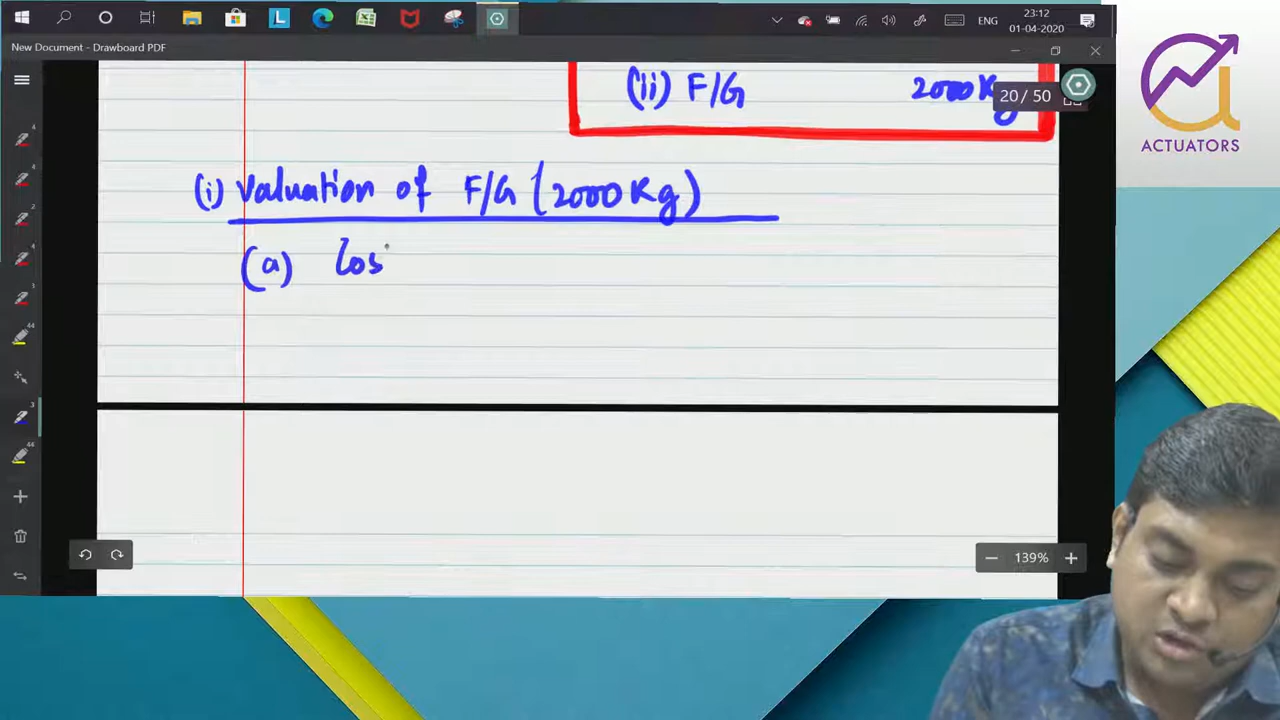 23:12
ENG
01-04-2020
New Document - Drawboard PDF
(ii) F/G 2000 Kg
20 / 50
ACTUATORS
(i) Valuation of F/G (2000 Kg)
(a) Cos
139%